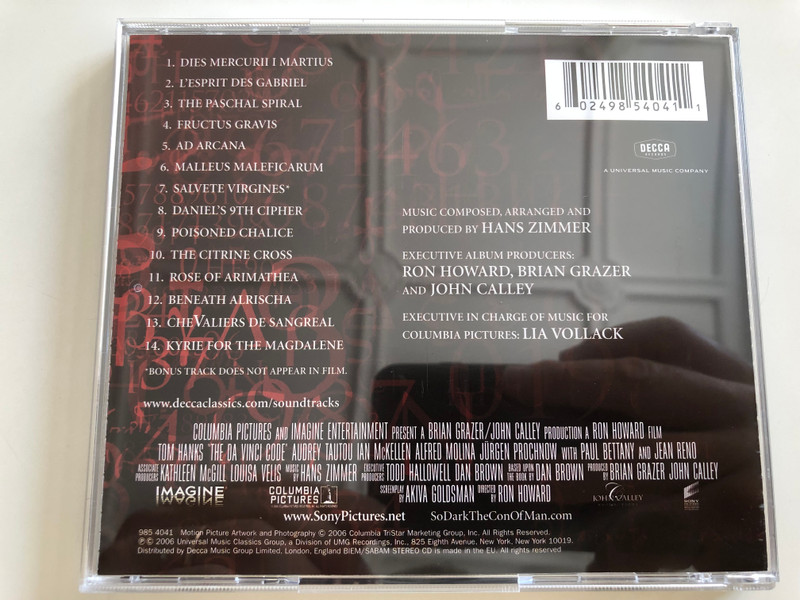 1. DIES MERCURII I MARTIUS
2. L'ESPRIT DES GABRIEL
3. THE PASCHAL SPIRAL
4. FRUCTUS GRAVIS
5. AD ARCANA
6. MALLEUS MALEFICARUM
7. SALVETE VIRGINES*
8. DANIEL'S 9TH CIPHER
9. POISONED CHALICE
10. THE CITRINE CROSS
11. ROSE OF ARIMATHEA
12. BENEATH ALRISCHA
13. CHEVALIERS DE SANGREAL
14. KYRIE FOR THE MAGDALENE
*BONUS TRACK DOES NOT APPEAR IN FILM.
www.deccaclassics.com/soundtracks
6 02498 54041 1
DECCA
A UNIVERSAL MUSIC COMPANY
MUSIC COMPOSED, ARRANGED AND
PRODUCED BY HANS ZIMMER
EXECUTIVE ALBUM PRODUCERS:
RON HOWARD, BRIAN GRAZER
AND JOHN CALLEY
EXECUTIVE IN CHARGE OF MUSIC FOR
COLUMBIA PICTURES: LIA VOLLACK
COLUMBIA PICTURES AND IMAGINE ENTERTAINMENT PRESENT A BRIAN GRAZER/JOHN CALLEY PRODUCTION A RON HOWARD FILM
TOM HANKS 'THE DA VINCI CODE' AUDREY TAUTOU IAN McKELLEN ALFRED MOLINA JÜRGEN PROCHNOW WITH PAUL BETTANY AND JEAN RENO
ASSOCIATE PRODUCERS KATHLEEN McGILL LOUISA VELIS MUSIC BY HANS ZIMMER EXECUTIVE PRODUCERS TODD HALLOWELL DAN BROWN BASED UPON THE BOOK BY DAN BROWN PRODUCED BY BRIAN GRAZER JOHN CALLEY
SCREENPLAY BY AKIVA GOLDSMAN DIRECTED BY RON HOWARD
IMAGINE
COLUMBIA PICTURES
JOHN CALLEY
www.SonyPictures.net SoDarkTheConOfMan.com
985 4041 Motion Picture Artwork and Photography © 2006 Columbia TriStar Marketing Group, Inc. All Rights Reserved.
℗ © 2006 Universal Music Classics Group, a Division of UMG Recordings, Inc., 825 Eighth Avenue, New York, New York 10019.
Distributed by Decca Music Group Limited, London, England BIEM/SABAM STEREO CD is made in the EU. All rights reserved